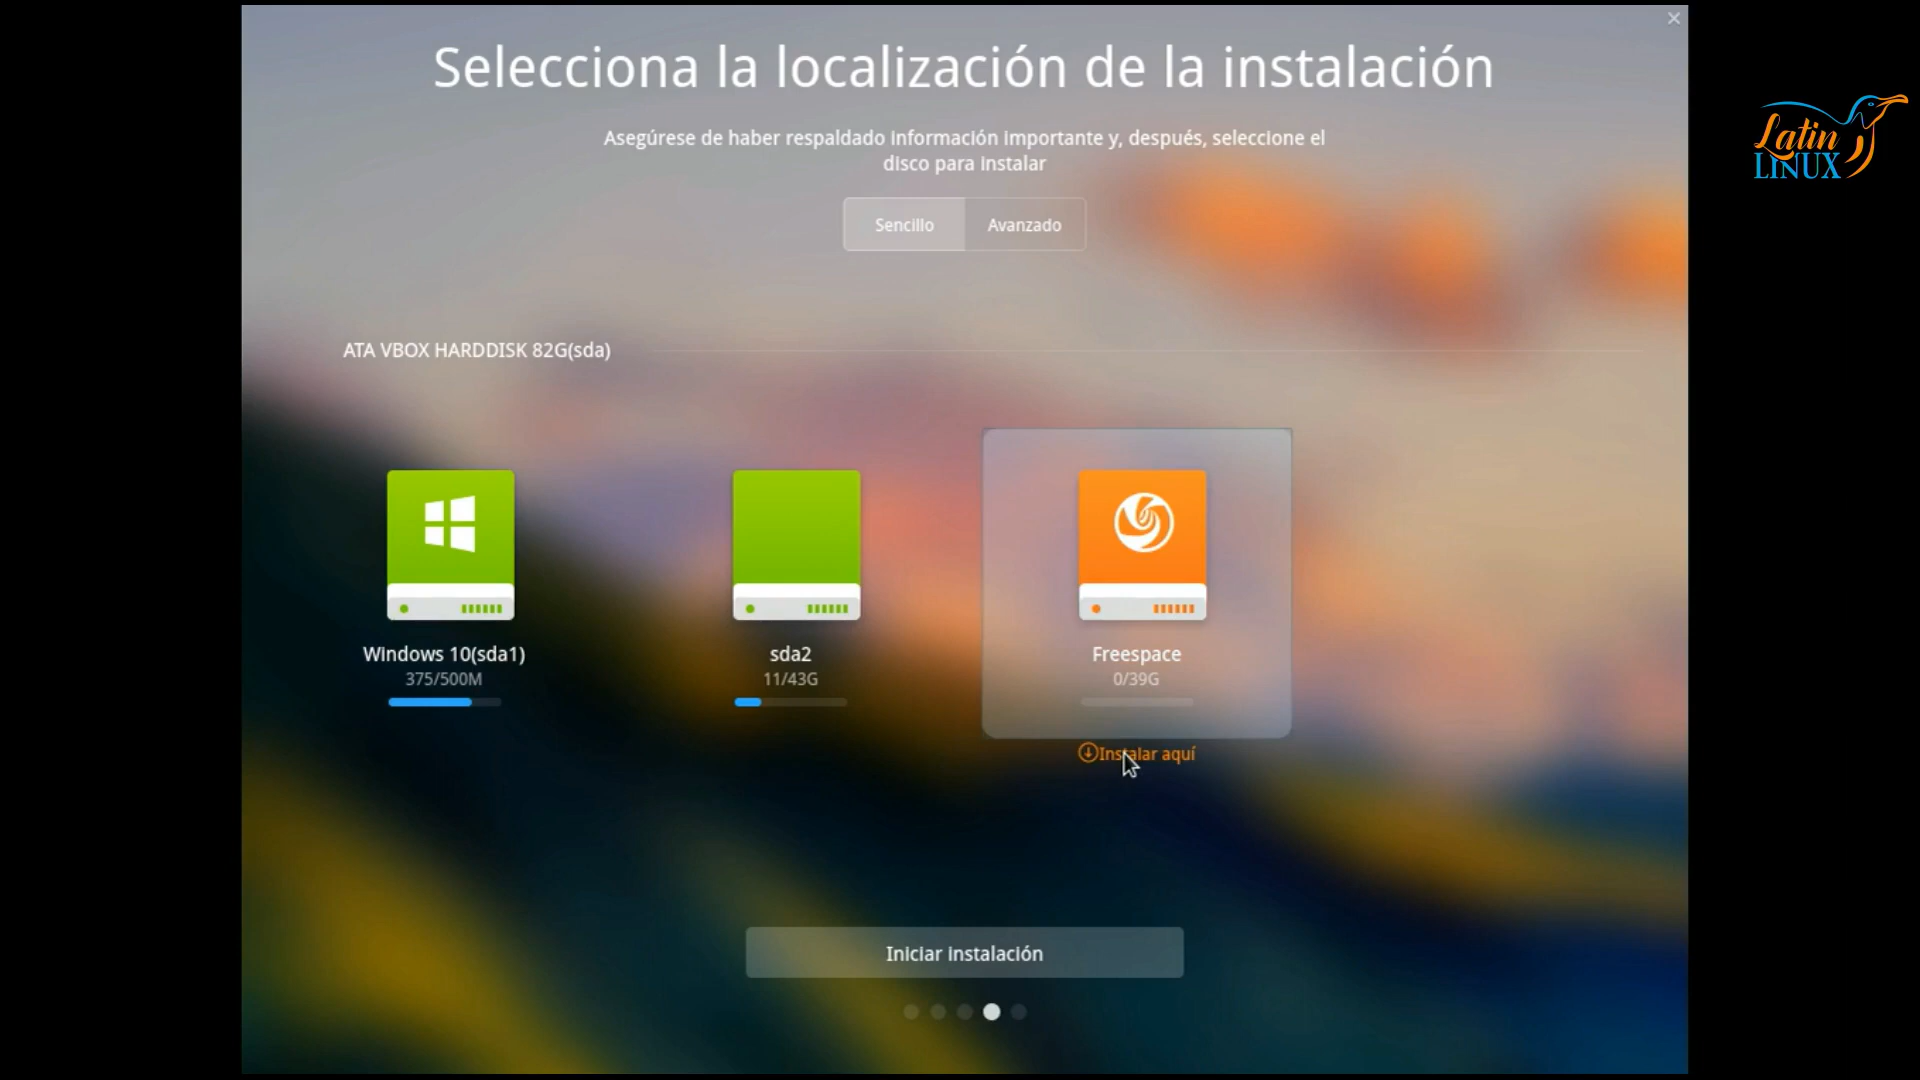 Selecciona la localización de la instalación
Asegúrese de haber respaldado información importante y, después, seleccione el
disco para instalar
Sencillo
Avanzado
Latin
LINUX
ATA VBOX HARDDISK 82G(sda)
Windows 10(sda1)
375/500M
sda2
11/43G
Freespace
0/39G
Instalar aquí
Iniciar instalación